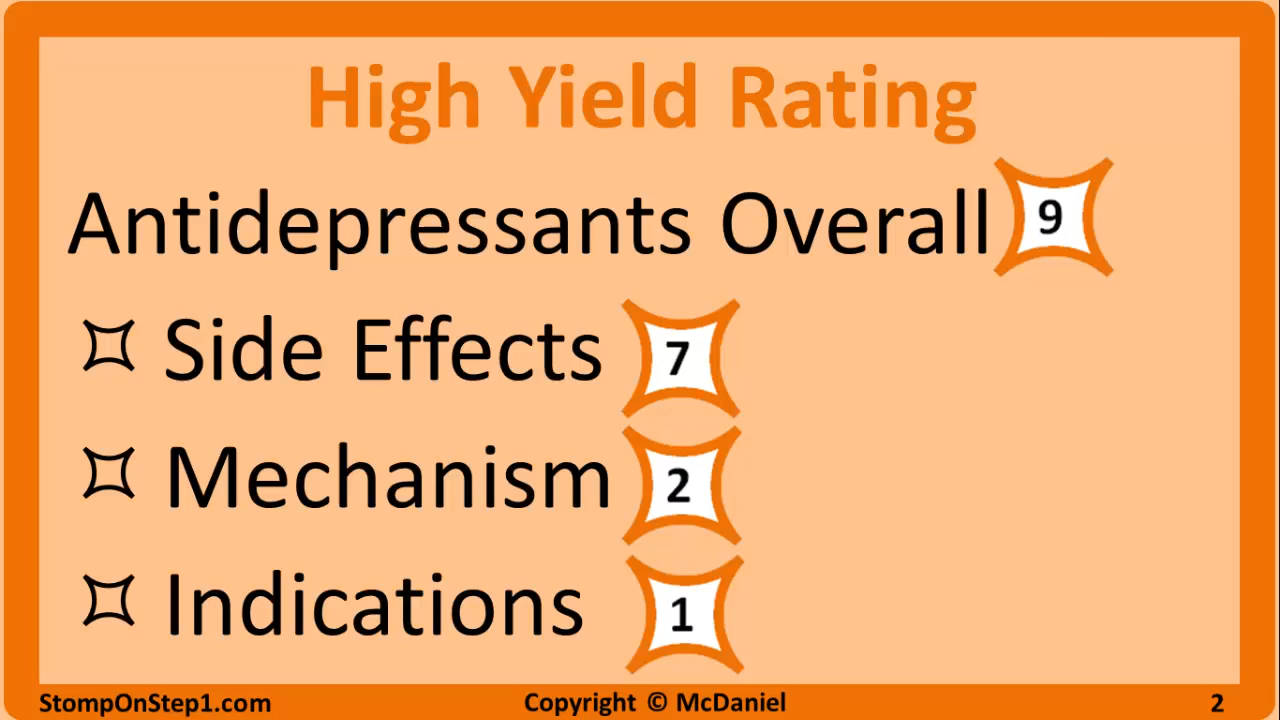 High Yield Rating
Antidepressants Overall 9
Side Effects 7
Mechanism 2
Indications 1
StompOnStep1.com Copyright © McDaniel 2